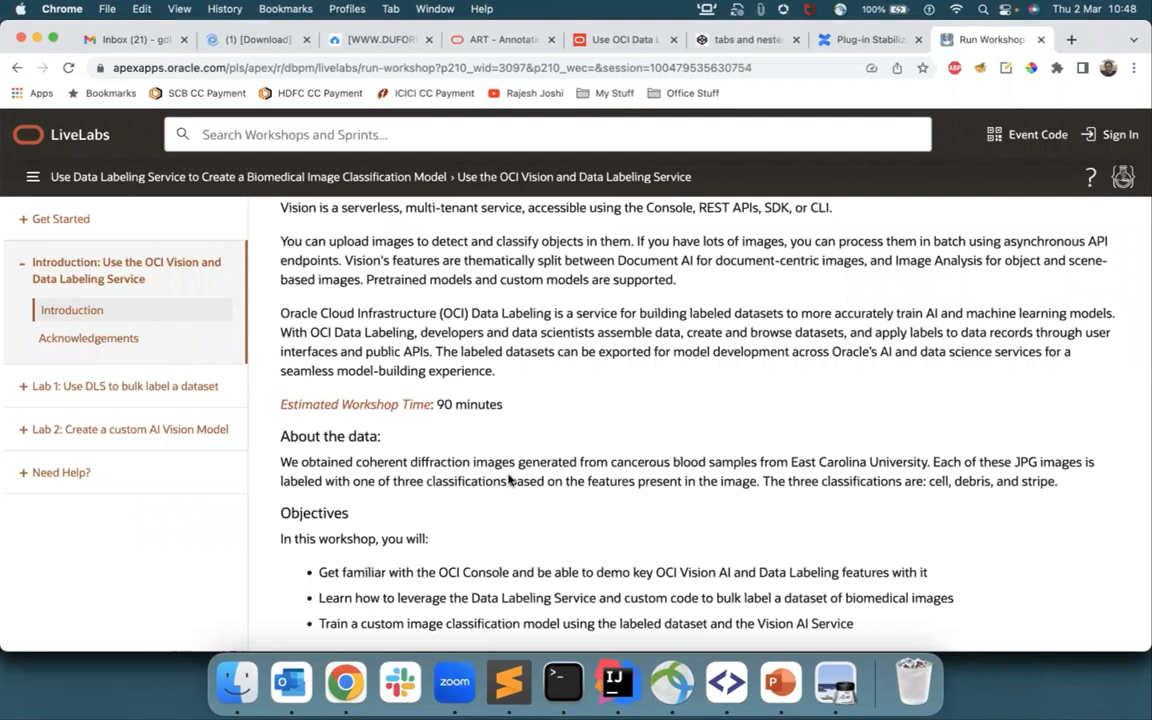 Chrome File Edit View History Bookmarks Profiles Tab Window Help 100% Thu 2 Mar 10:48
Inbox (21) - gdl (1) [Download] [WWW.DUFOR ART - Annotatio Use OCI Data L tabs and neste Plug-in Stabiliz Run Workshop
apexapps.oracle.com/pls/apex/r/dbpm/livelabs/run-workshop?p210_wid=3097&p210_wec=&session=100479535630754
Apps Bookmarks SCB CC Payment HDFC CC Payment ICICI CC Payment Rajesh Joshi My Stuff Office Stuff
LiveLabs Search Workshops and Sprints... Event Code Sign In
Use Data Labeling Service to Create a Biomedical Image Classification Model › Use the OCI Vision and Data Labeling Service ?
+ Get Started
- Introduction: Use the OCI Vision and
Data Labeling Service
Introduction
Acknowledgements
+ Lab 1: Use DLS to bulk label a dataset
+ Lab 2: Create a custom AI Vision Model
+ Need Help?
Vision is a serverless, multi-tenant service, accessible using the Console, REST APIs, SDK, or CLI.
You can upload images to detect and classify objects in them. If you have lots of images, you can process them in batch using asynchronous API
endpoints. Vision's features are thematically split between Document AI for document-centric images, and Image Analysis for object and scene-
based images. Pretrained models and custom models are supported.
Oracle Cloud Infrastructure (OCI) Data Labeling is a service for building labeled datasets to more accurately train AI and machine learning models.
With OCI Data Labeling, developers and data scientists assemble data, create and browse datasets, and apply labels to data records through user
interfaces and public APIs. The labeled datasets can be exported for model development across Oracle's AI and data science services for a
seamless model-building experience.
Estimated Workshop Time: 90 minutes
About the data:
We obtained coherent diffraction images generated from cancerous blood samples from East Carolina University. Each of these JPG images is
labeled with one of three classifications based on the features present in the image. The three classifications are: cell, debris, and stripe.
Objectives
In this workshop, you will:
• Get familiar with the OCI Console and be able to demo key OCI Vision AI and Data Labeling features with it
• Learn how to leverage the Data Labeling Service and custom code to bulk label a dataset of biomedical images
• Train a custom image classification model using the labeled dataset and the Vision AI Service
zoom
IJ